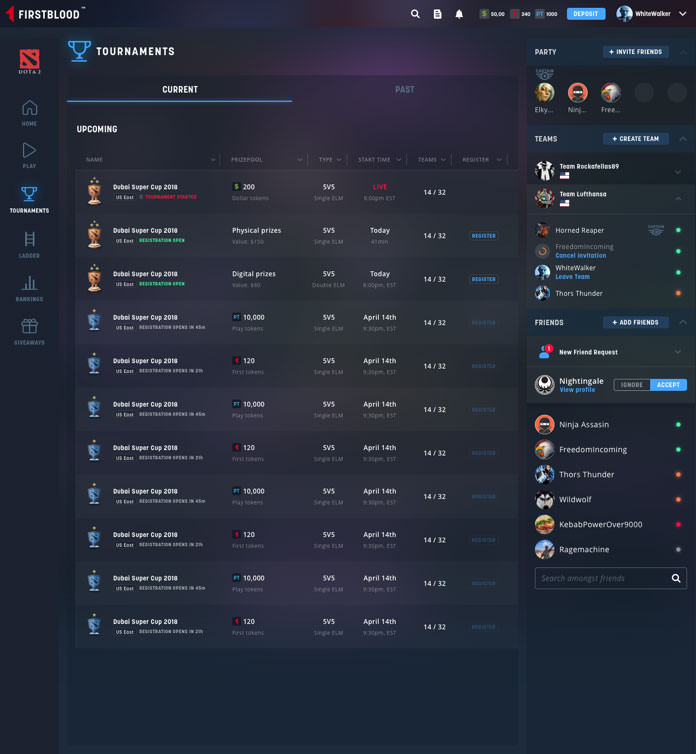 FIRSTBLOOD™
$ 50,00 340 PT 1000 DEPOSIT WhiteWalker
DOTA 2
HOME
PLAY
TOURNAMENTS
LADDER
RANKINGS
GIVEAWAYS
TOURNAMENTS
CURRENT PAST
UPCOMING
NAME PRIZEPOOL TYPE START TIME TEAMS REGISTER
Dubai Super Cup 2018 $ 200 5V5 LIVE 14 / 32
US East TOURNAMENT STARTED Dollar tokens Single ELM 8:00pm EST
Dubai Super Cup 2018 Physical prizes 5V5 Today 14 / 32 REGISTER
US East REGISTRATION OPEN Value: $150 Single ELM 41min
Dubai Super Cup 2018 Digital prizes 5V5 Today 14 / 32 REGISTER
US East REGISTRATION OPEN Value: $80 Double ELM 8:00pm, EST
Dubai Super Cup 2018 PT 10,000 5V5 April 14th 14 / 32 REGISTER
US East REGISTRATION OPENS IN 45m Play tokens Single ELM 9:30pm, EST
Dubai Super Cup 2018 120 5V5 April 14th 14 / 32 REGISTER
US East REGISTRATION OPENS IN 21h First tokens Single ELM 9:30pm, EST
Dubai Super Cup 2018 PT 10,000 5V5 April 14th 14 / 32 REGISTER
US East REGISTRATION OPENS IN 45m Play tokens Single ELM 9:30pm, EST
Dubai Super Cup 2018 120 5V5 April 14th 14 / 32 REGISTER
US East REGISTRATION OPENS IN 21h First tokens Single ELM 9:30pm, EST
Dubai Super Cup 2018 PT 10,000 5V5 April 14th 14 / 32 REGISTER
US East REGISTRATION OPENS IN 45m Play tokens Single ELM 9:30pm, EST
Dubai Super Cup 2018 120 5V5 April 14th 14 / 32 REGISTER
US East REGISTRATION OPENS IN 21h First tokens Single ELM 9:30pm, EST
Dubai Super Cup 2018 PT 10,000 5V5 April 14th 14 / 32 REGISTER
US East REGISTRATION OPENS IN 45m Play tokens Single ELM 9:30pm, EST
Dubai Super Cup 2018 120 5V5 April 14th 14 / 32 REGISTER
US East REGISTRATION OPENS IN 21h First tokens Single ELM 9:30pm, EST
PARTY + INVITE FRIENDS
CAPTAIN
Elky... Ninj... Free...
TEAMS + CREATE TEAM
Team Rockafellas89
Team Lufthansa
Horned Reaper CAPTAIN
FreedomIncoming
Cancel invitation
WhiteWalker
Leave Team
Thors Thunder
FRIENDS + ADD FRIENDS
1 New Friend Request
Nightingale
View profile IGNORE ACCEPT
Ninja Assasin
FreedomIncoming
Thors Thunder
Wildwolf
KebabPowerOver9000
Ragemachine
Search amongst friends